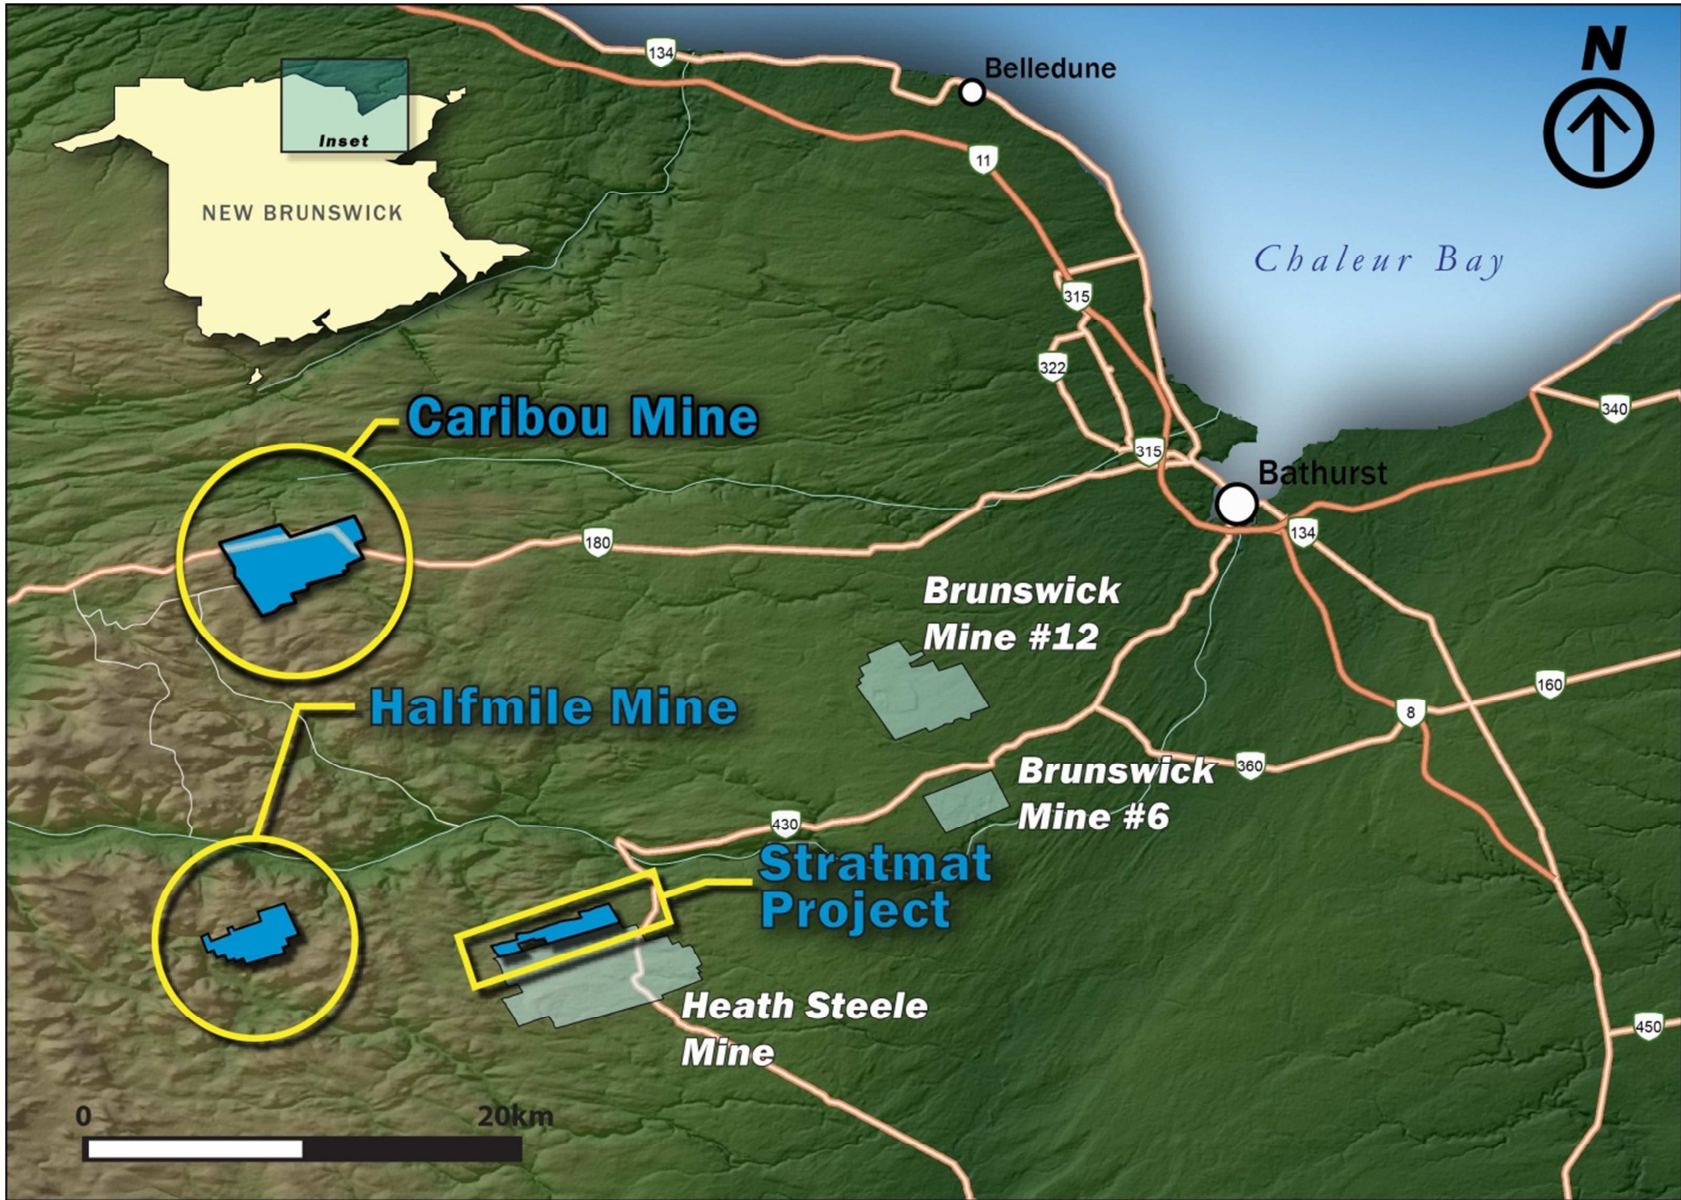 134
Belledune
N
11
Inset
NEW BRUNSWICK
Chaleur Bay
315
322
340
Caribou Mine
315
Bathurst
180
134
Brunswick
Mine #12
Halfmile Mine
160
8
360
Brunswick
Mine #6
430
Stratmat
Project
Heath Steele
Mine
450
0
20km